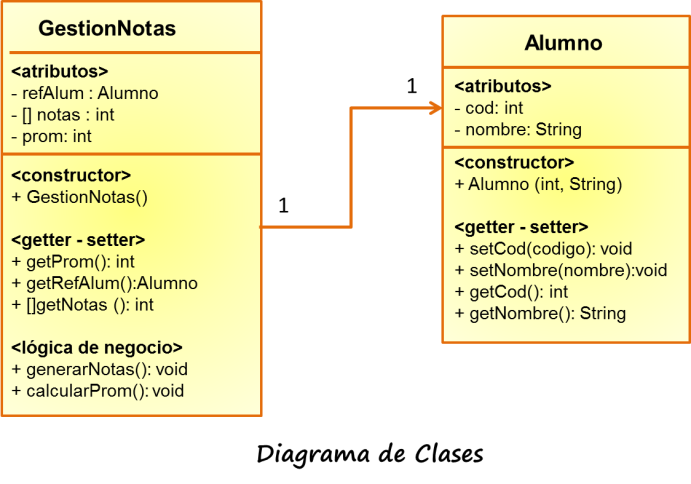 GestionNotas
<atributos>
- refAlum : Alumno
- [] notas : int
- prom: int
<constructor>
+ GestionNotas()
<getter - setter>
+ getProm(): int
+ getRefAlum():Alumno
+ []getNotas (): int
<lógica de negocio>
+ generarNotas(): void
+ calcularProm(): void
1
1
Alumno
<atributos>
- cod: int
- nombre: String
<constructor>
+ Alumno (int, String)
<getter - setter>
+ setCod(codigo): void
+ setNombre(nombre):void
+ getCod(): int
+ getNombre(): String
Diagrama de Clases